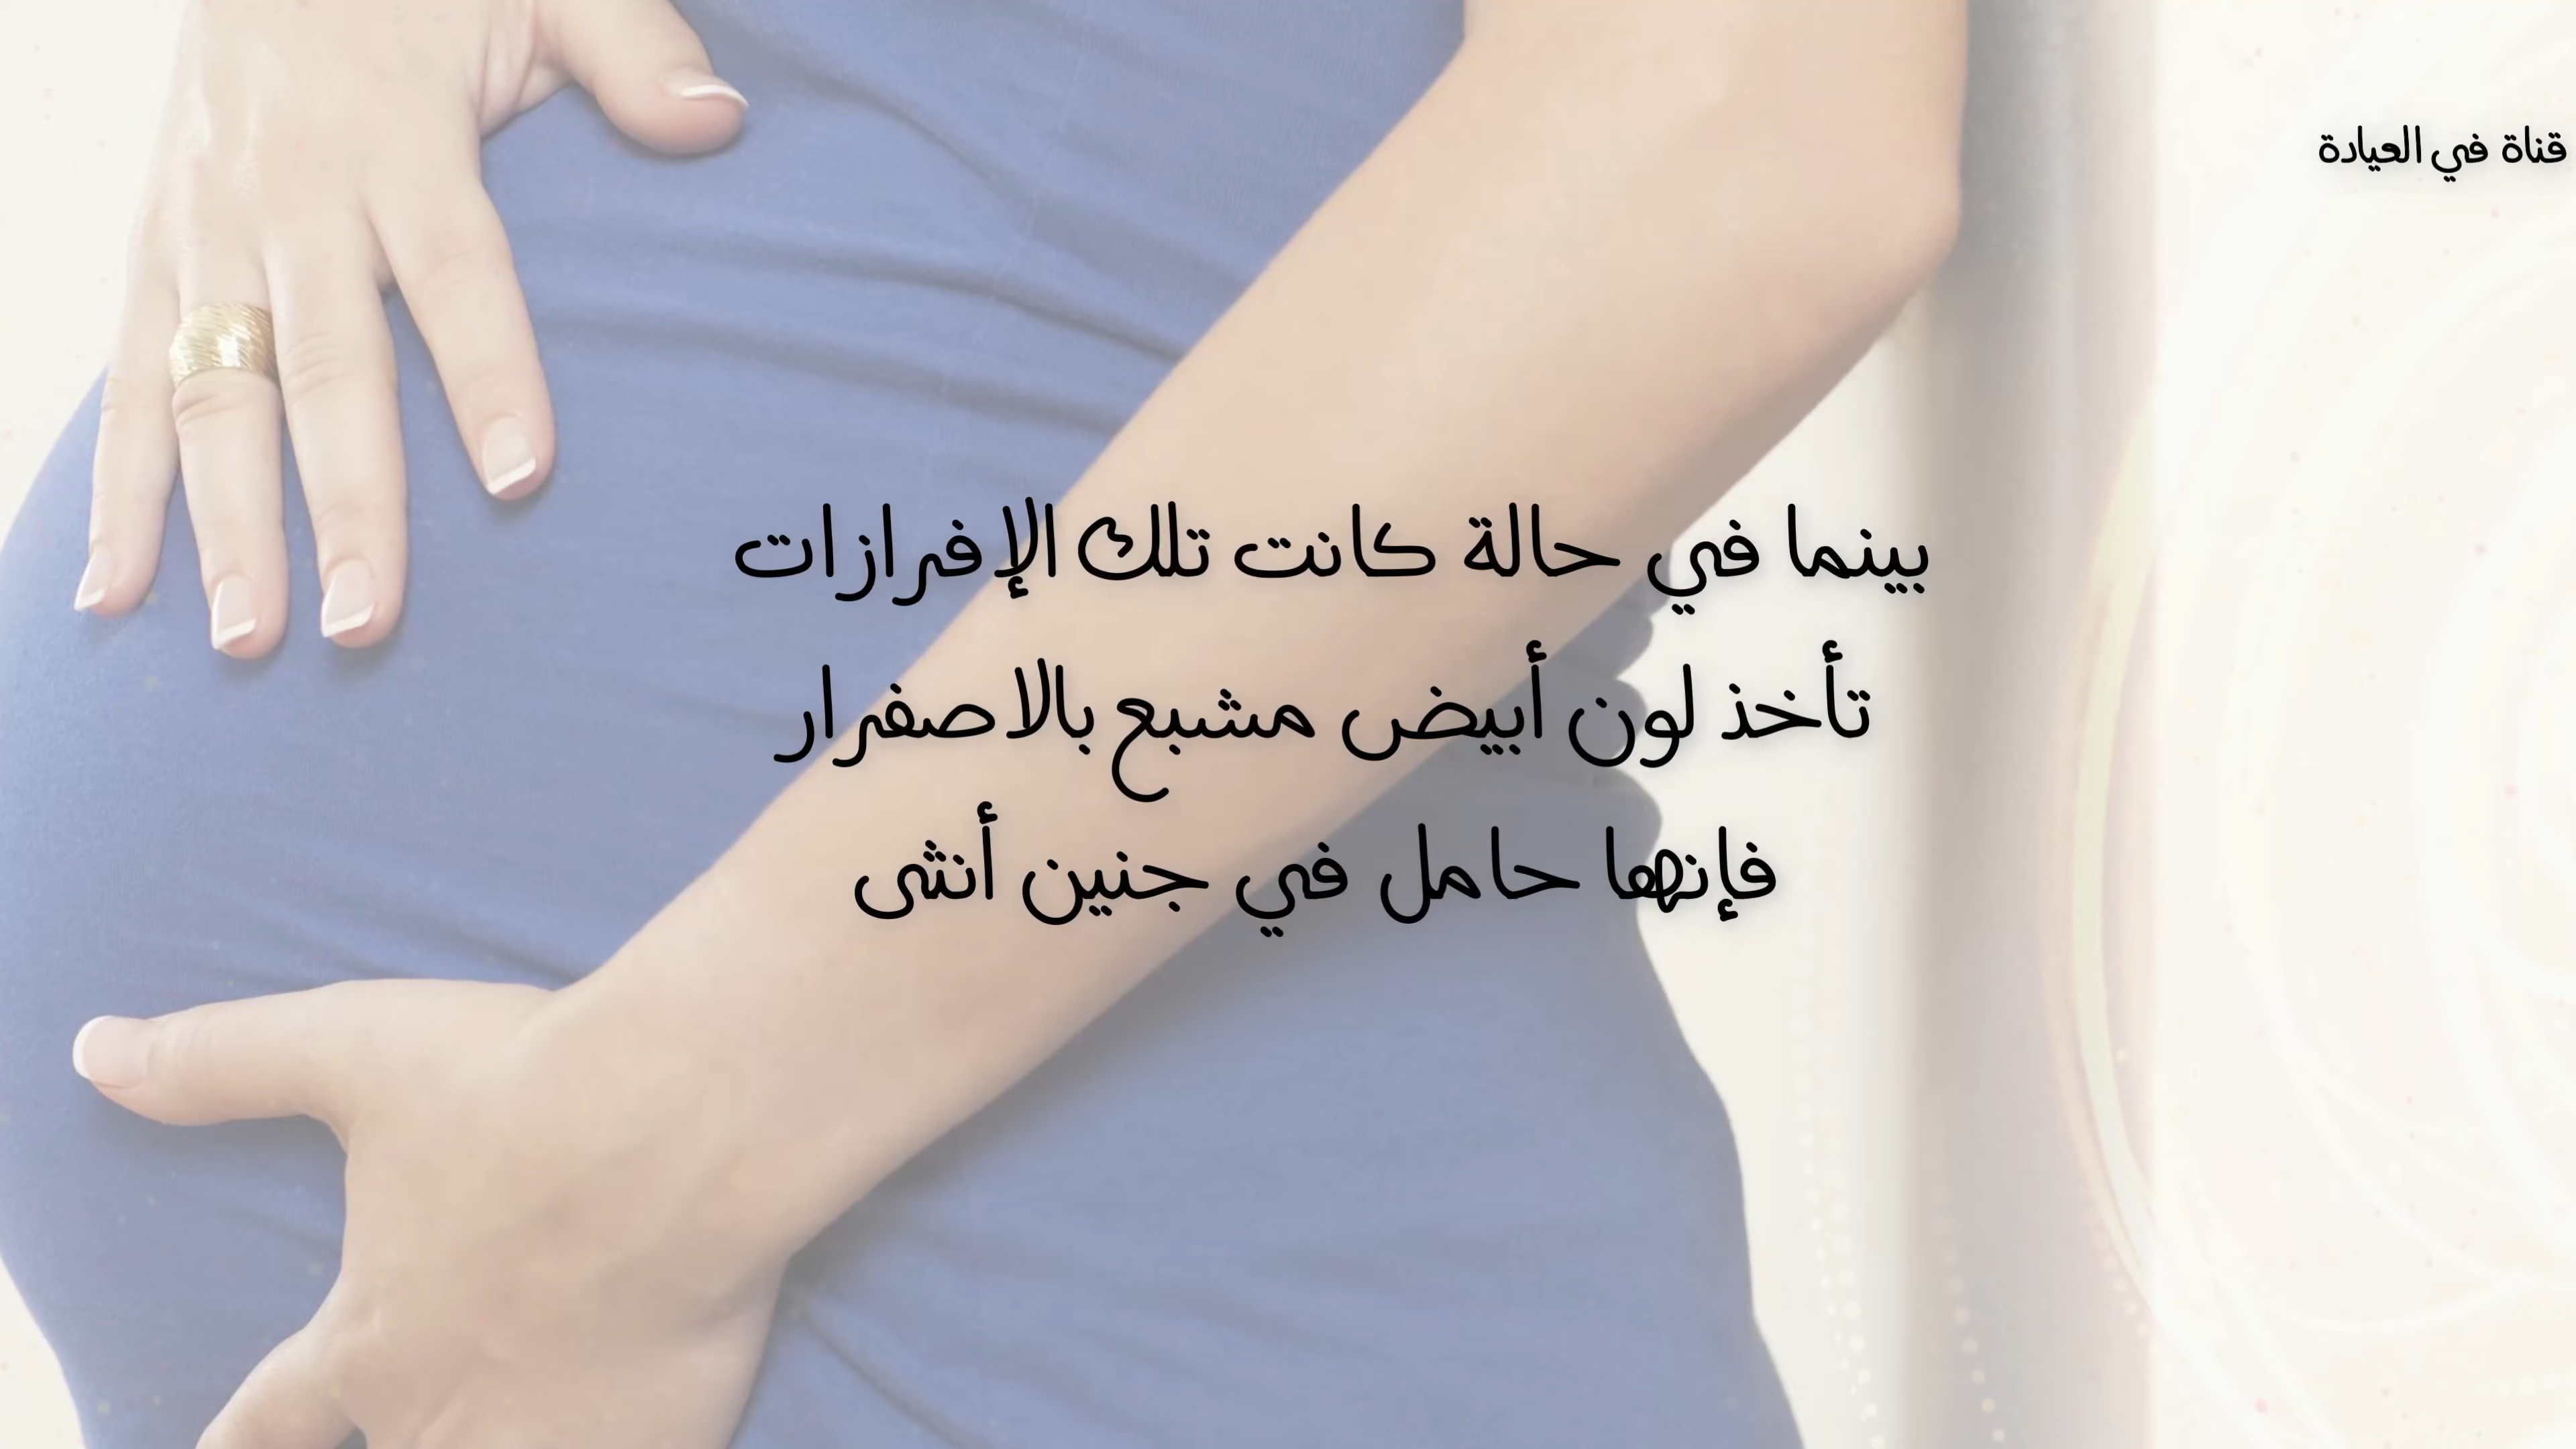 قناة في العيادة
بينما في حالة كانت تلك الإفرازات
تأخذ لون أبيض مشبع بالاصفرار
فإنها حامل في جنين أنثى